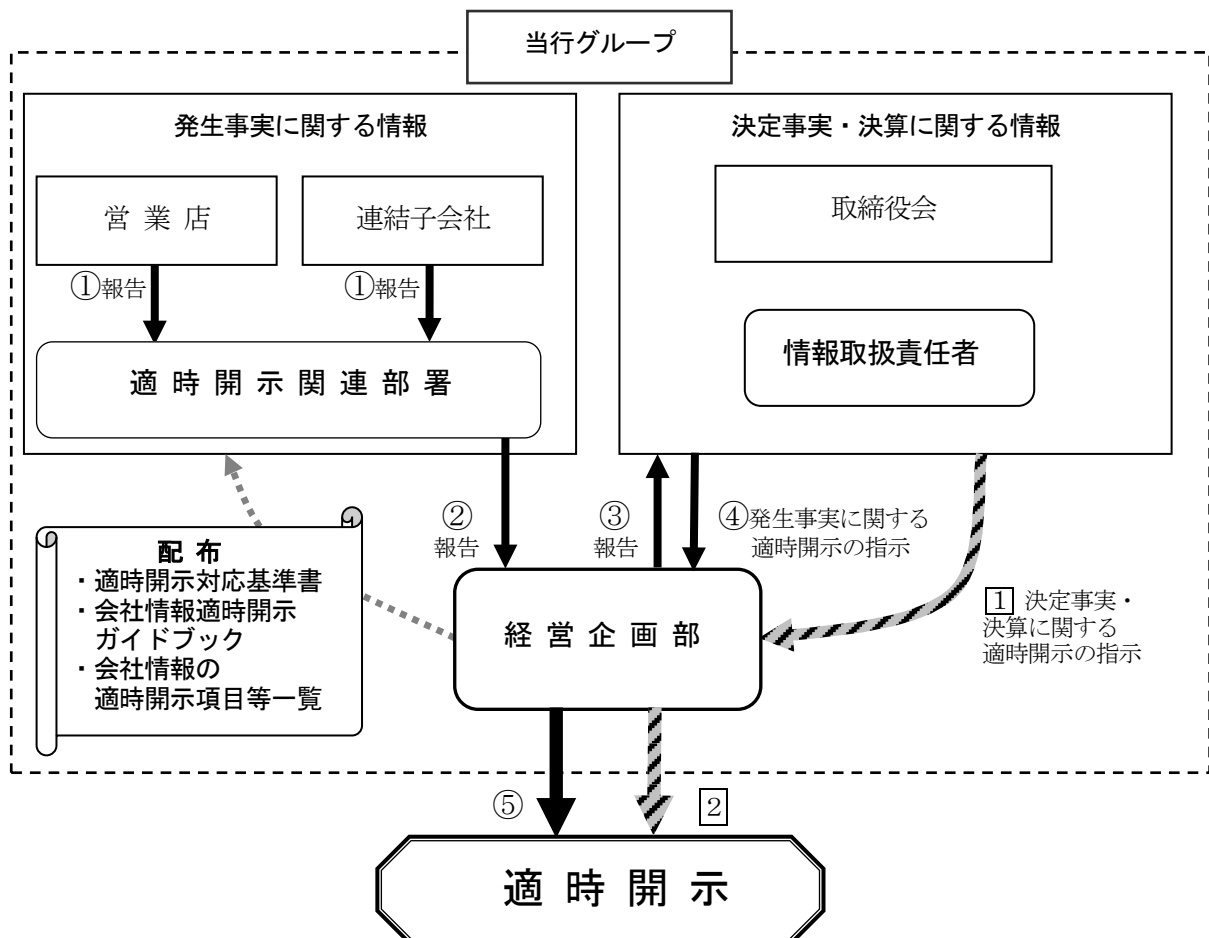 当行グループ
発生事実に関する情報
営 業 店
連結子会社
①報告
①報告
適 時 開 示 関 連 部 署
決定事実・決算に関する情報
取締役会
情報取扱責任者
②
報告
③
報告
④発生事実に関する
適時開示の指示
1 決定事実・
決算に関する
適時開示の指示
配 布
・適時開示対応基準書
・会社情報適時開示
ガイドブック
・会社情報の
適時開示項目等一覧
経 営 企 画 部
⑤
2
適 時 開 示